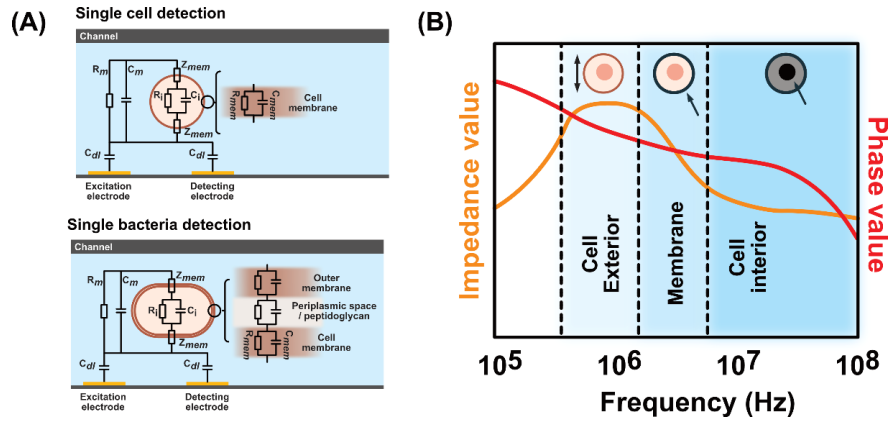 (A)
Single cell detection
Channel
Rm
Cm
Zmem
Ri
Ci
Zmem
Rmem
Cmem
Cell
membrane
Cdl
Cdl
Excitation
electrode
Detecting
electrode
Single bacteria detection
Channel
Rm
Cm
Zmem
Ri
Ci
Zmem
Outer
membrane
Periplasmic space
/ peptidoglycan
Rmem
Cmem
Cell
membrane
Cdl
Cdl
Excitation
electrode
Detecting
electrode
(B)
Impedance value
Phase value
Cell
Exterior
Membrane
Cell
interior
10^5
10^6
10^7
10^8
Frequency (Hz)